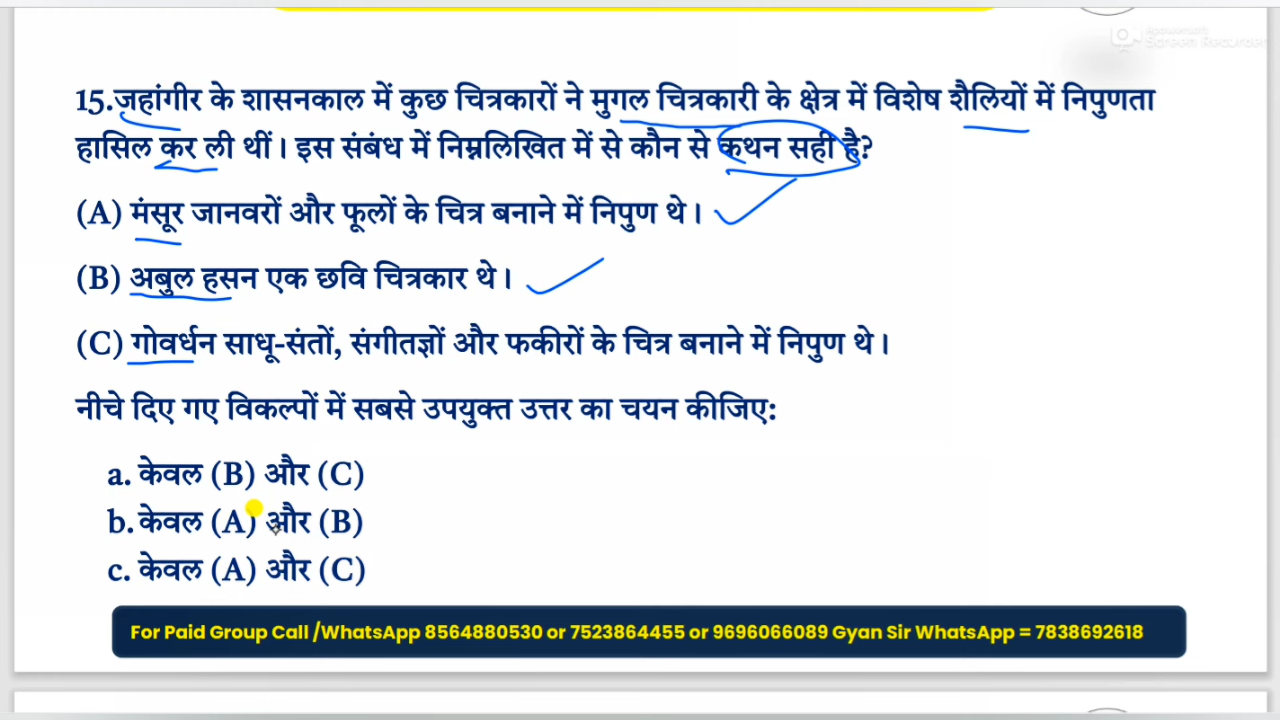 Screen Recorder
15.जहांगीर के शासनकाल में कुछ चित्रकारों ने मुगल चित्रकारी के क्षेत्र में विशेष शैलियों में निपुणता
हासिल कर ली थीं। इस संबंध में निम्नलिखित में से कौन से कथन सही है?
(A) मंसूर जानवरों और फूलों के चित्र बनाने में निपुण थे।
(B) अबुल हसन एक छवि चित्रकार थे।
(C) गोवर्धन साधू-संतों, संगीतज्ञों और फकीरों के चित्र बनाने में निपुण थे।
नीचे दिए गए विकल्पों में सबसे उपयुक्त उत्तर का चयन कीजिए:
a. केवल (B) और (C)
b. केवल (A) और (B)
c. केवल (A) और (C)
For Paid Group Call /WhatsApp 8564880530 or 7523864455 or 9696066089 Gyan Sir WhatsApp = 7838692618